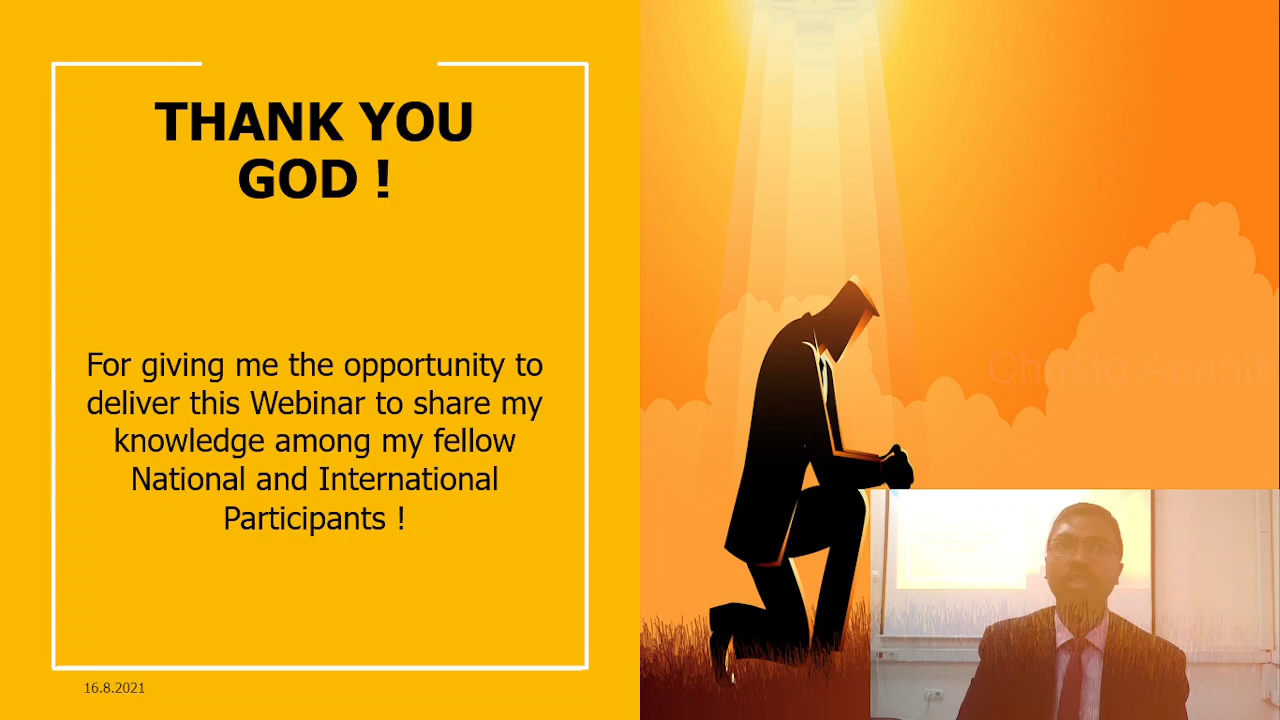 THANK YOU
GOD !
For giving me the opportunity to
deliver this Webinar to share my
knowledge among my fellow
National and International
Participants !
16.8.2021